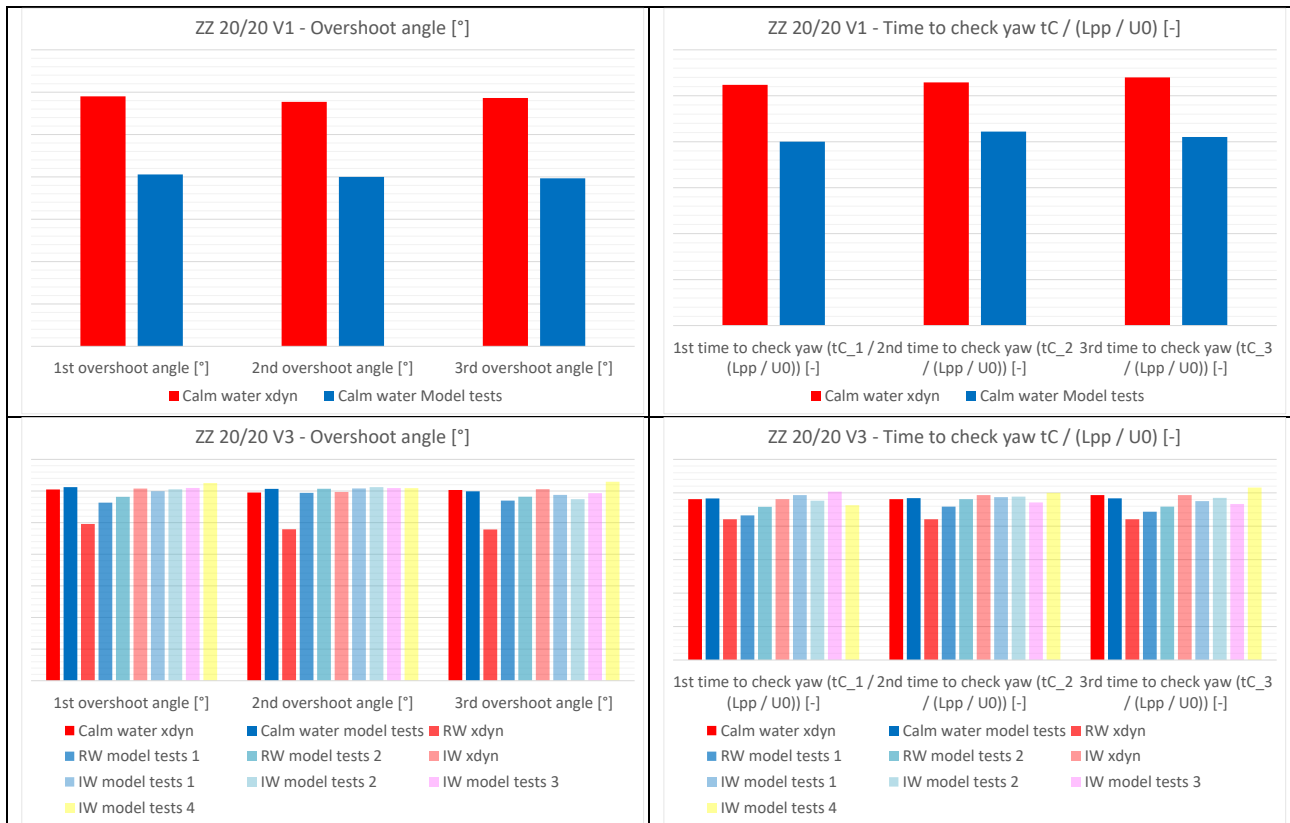 ZZ 20/20 V1 - Overshoot angle [°]
1st overshoot angle [°] 2nd overshoot angle [°] 3rd overshoot angle [°]
Calm water xdyn Calm water Model tests
ZZ 20/20 V1 - Time to check yaw tC / (Lpp / U0) [-]
1st time to check yaw (tC_1 / 2nd time to check yaw (tC_2 3rd time to check yaw (tC_3
(Lpp / U0)) [-] / (Lpp / U0)) [-] / (Lpp / U0)) [-]
Calm water xdyn Calm water Model tests
ZZ 20/20 V3 - Overshoot angle [°]
1st overshoot angle [°] 2nd overshoot angle [°] 3rd overshoot angle [°]
Calm water xdyn Calm water model tests RW xdyn
RW model tests 1 RW model tests 2 IW xdyn
IW model tests 1 IW model tests 2 IW model tests 3
IW model tests 4
ZZ 20/20 V3 - Time to check yaw tC / (Lpp / U0) [-]
1st time to check yaw (tC_1 / 2nd time to check yaw (tC_2 3rd time to check yaw (tC_3
(Lpp / U0)) [-] / (Lpp / U0)) [-] / (Lpp / U0)) [-]
Calm water xdyn Calm water model tests RW xdyn
RW model tests 1 RW model tests 2 IW xdyn
IW model tests 1 IW model tests 2 IW model tests 3
IW model tests 4